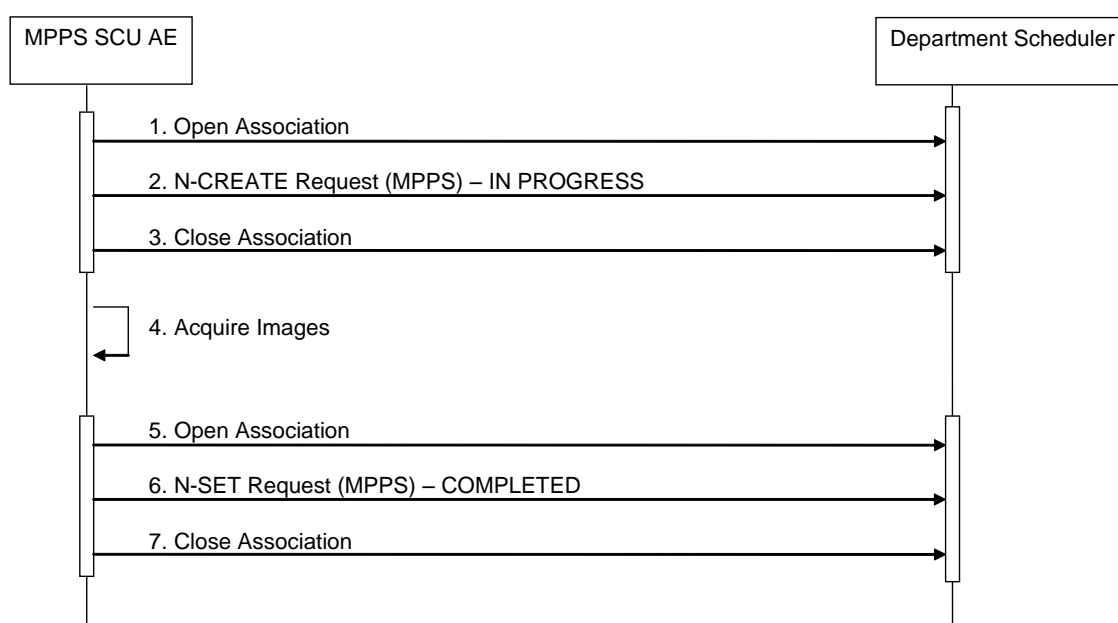 MPPS SCU AE
Department Scheduler
1. Open Association
2. N-CREATE Request (MPPS) – IN PROGRESS
3. Close Association
4. Acquire Images
5. Open Association
6. N-SET Request (MPPS) – COMPLETED
7. Close Association